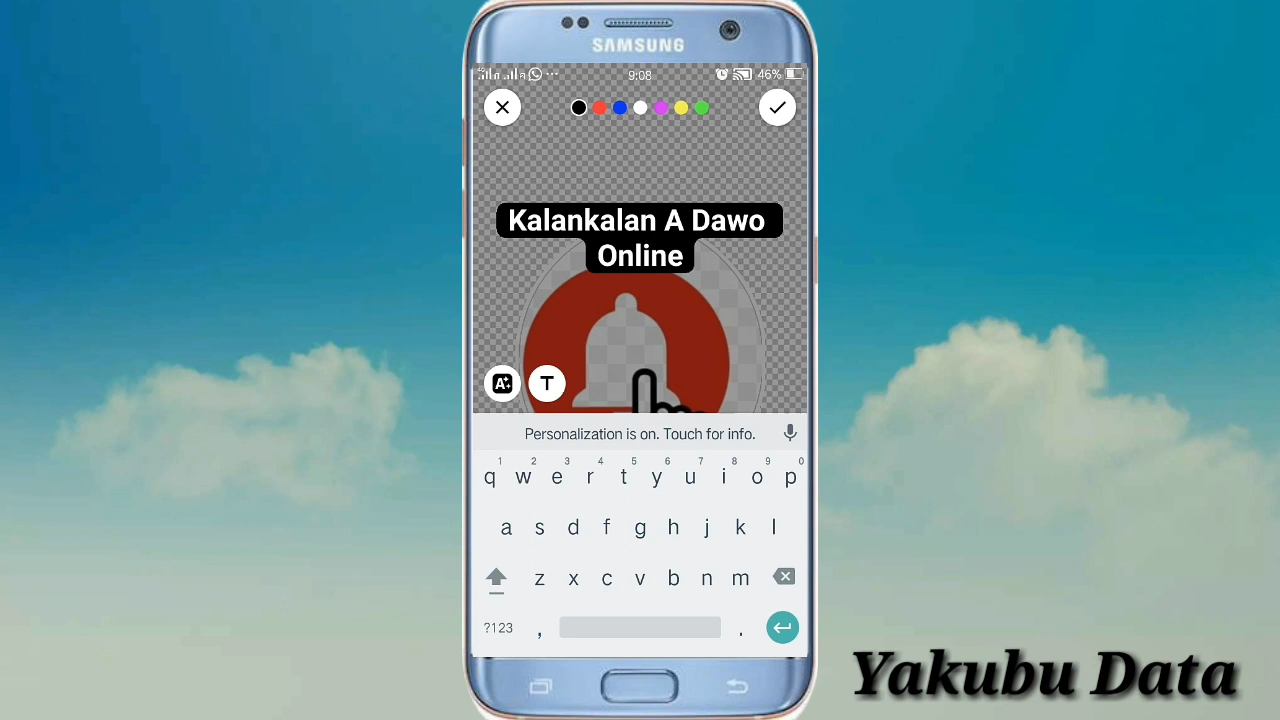 SAMSUNG
9:08
46%
Kalankalan A Dawo
Online
A
T
Personalization is on. Touch for info.
1 2 3 4 5 6 7 8 9 0
q w e r t y u i o p
a s d f g h j k l
z x c v b n m
?123 , .
Yakubu Data